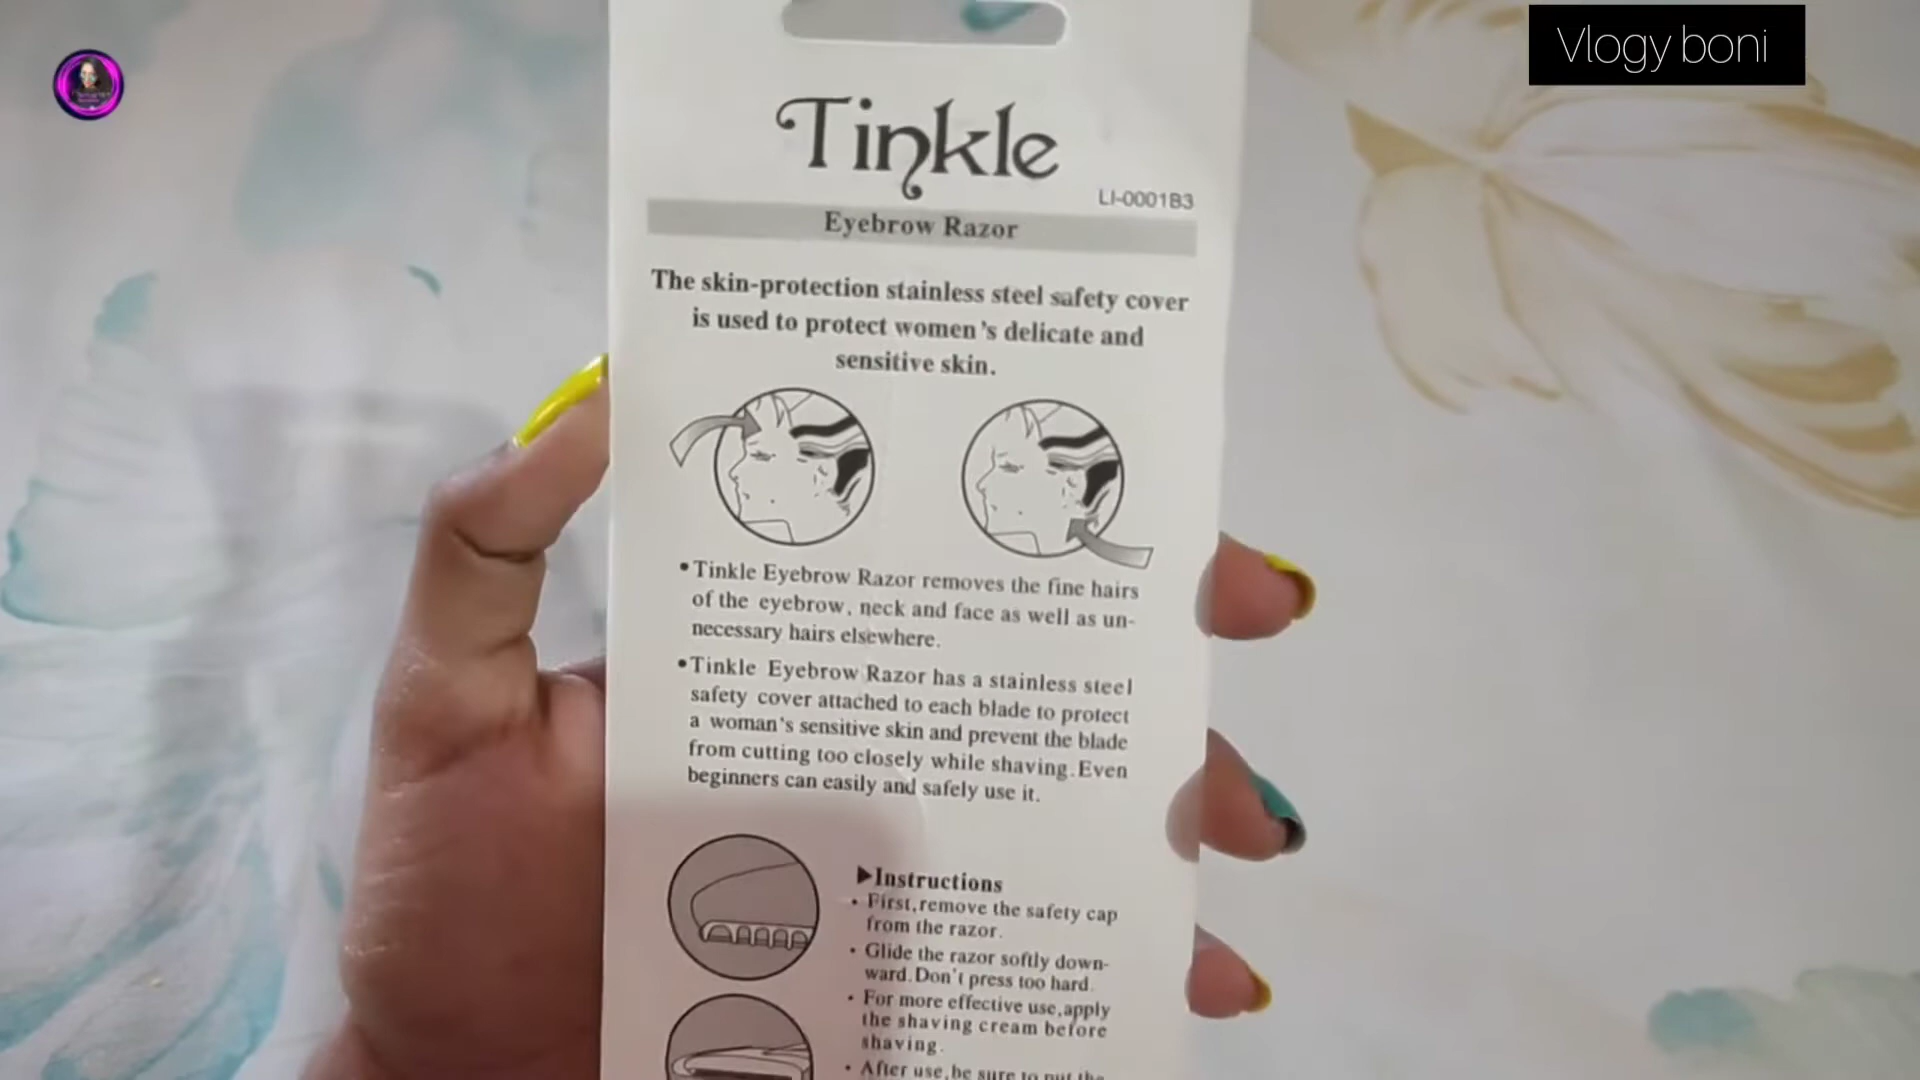 Vlogy boni
Tinkle
LI-0001B3
Eyebrow Razor
The skin-protection stainless steel safety cover
is used to protect women's delicate and
sensitive skin.
•Tinkle Eyebrow Razor removes the fine hairs
of the eyebrow, neck and face as well as un-
necessary hairs elsewhere.
•Tinkle Eyebrow Razor has a stainless steel
safety cover attached to each blade to protect
a woman's sensitive skin and prevent the blade
from cutting too closely while shaving.Even
beginners can easily and safely use it.
▶Instructions
• First,remove the safety cap
from the razor.
• Glide the razor softly down-
ward.Don't press too hard.
• For more effective use,apply
the shaving cream before
shaving.
• After use,be sure to put the